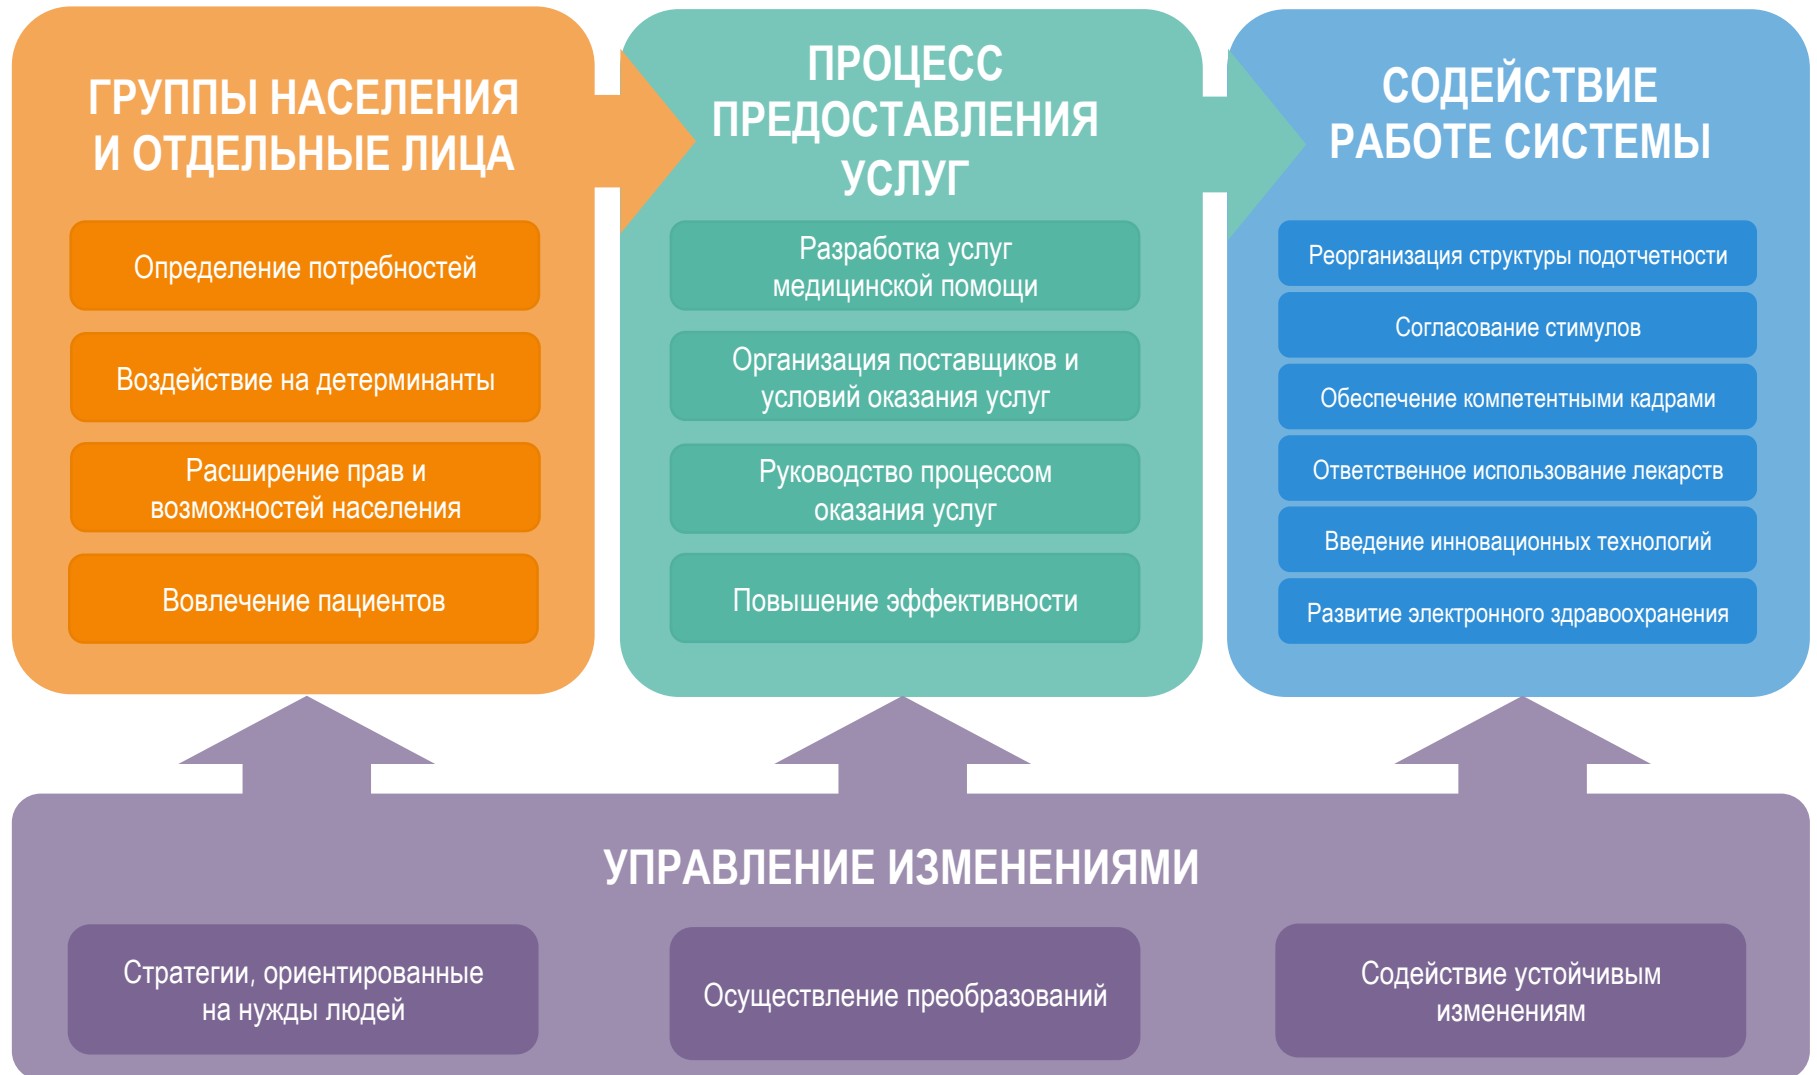 ГРУППЫ НАСЕЛЕНИЯ
И ОТДЕЛЬНЫЕ ЛИЦА
Определение потребностей
Воздействие на детерминанты
Расширение прав и
возможностей населения
Вовлечение пациентов
ПРОЦЕСС
ПРЕДОСТАВЛЕНИЯ
УСЛУГ
Разработка услуг
медицинской помощи
Организация поставщиков и
условий оказания услуг
Руководство процессом
оказания услуг
Повышение эффективности
СОДЕЙСТВИЕ
РАБОТЕ СИСТЕМЫ
Реорганизация структуры подотчетности
Согласование стимулов
Обеспечение компетентными кадрами
Ответственное использование лекарств
Введение инновационных технологий
Развитие электронного здравоохранения
УПРАВЛЕНИЕ ИЗМЕНЕНИЯМИ
Стратегии, ориентированные
на нужды людей
Осуществление преобразований
Содействие устойчивым
изменениям